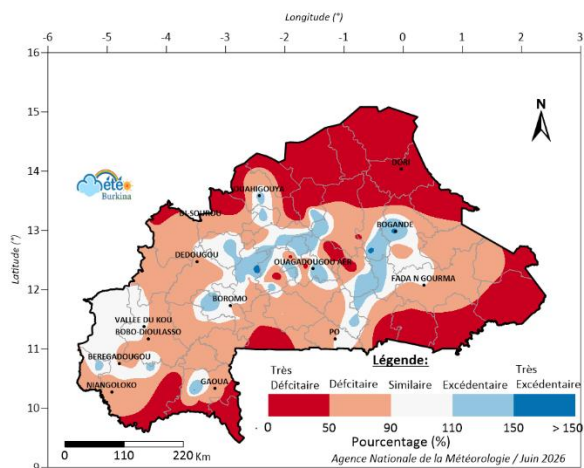 Longitude (°)
-6 -5 -4 -3 -2 -1 0 1 2 3
16
15
14
13
12
11
10
9
Latitude (°)
N
Météo
Burkina
DORI
OUAHIGOUYA
DI SOUROU
BOGANDE
DEDOUGOU
OUAGADOUGOU AERO
FADA N GOURMA
BOROMO
VALLEE DU KOU
BOBO-DIOULASSO
PO
BEREGADOUGOU
NIANGOLOKO
GAOUA
Légende:
Très Défcitaire
Défcitaire
Similaire
Excédentaire
Très Excédentaire
0 50 90 110 150 > 150
Pourcentage (%)
0 110 220 Km
Agence Nationale de la Météorologie / Juin 2026